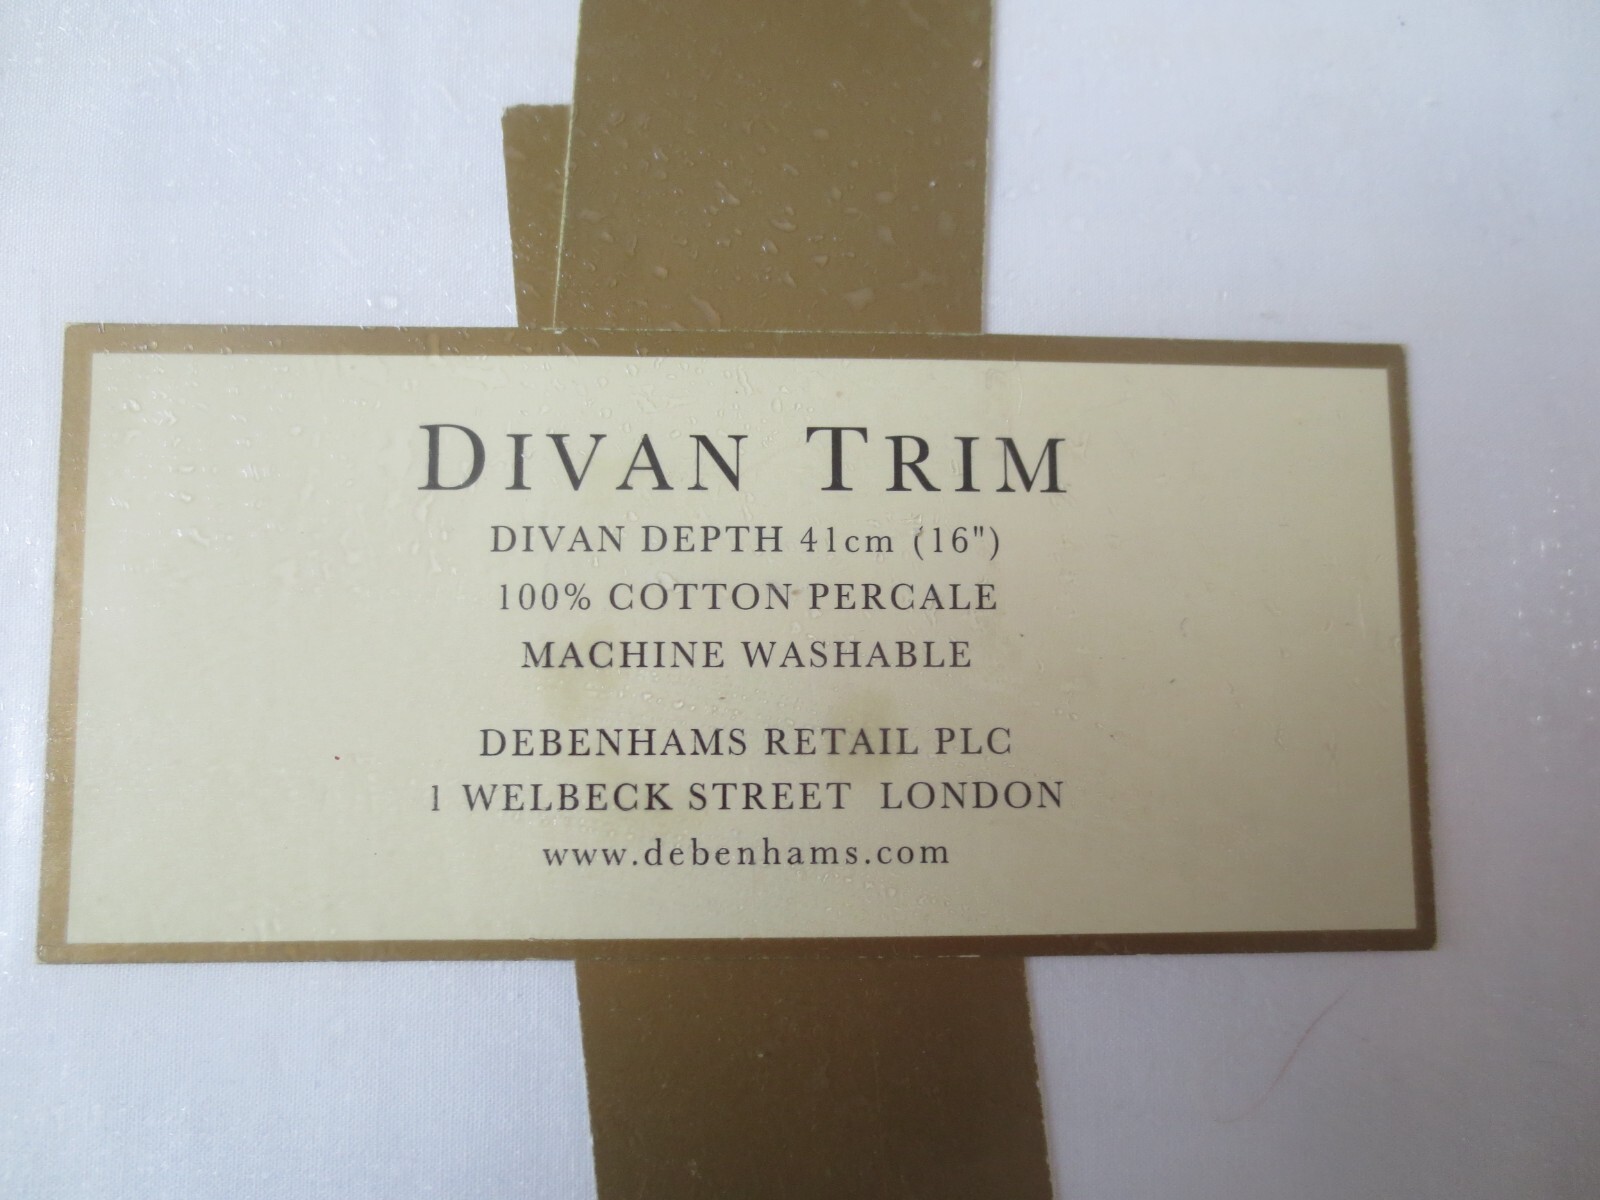 DIVAN TRIM
DIVAN DEPTH 41cm (16")
100% COTTON PERCALE
MACHINE WASHABLE
DEBENHAMS RETAIL PLC
1 WELBECK STREET LONDON
www.debenhams.com